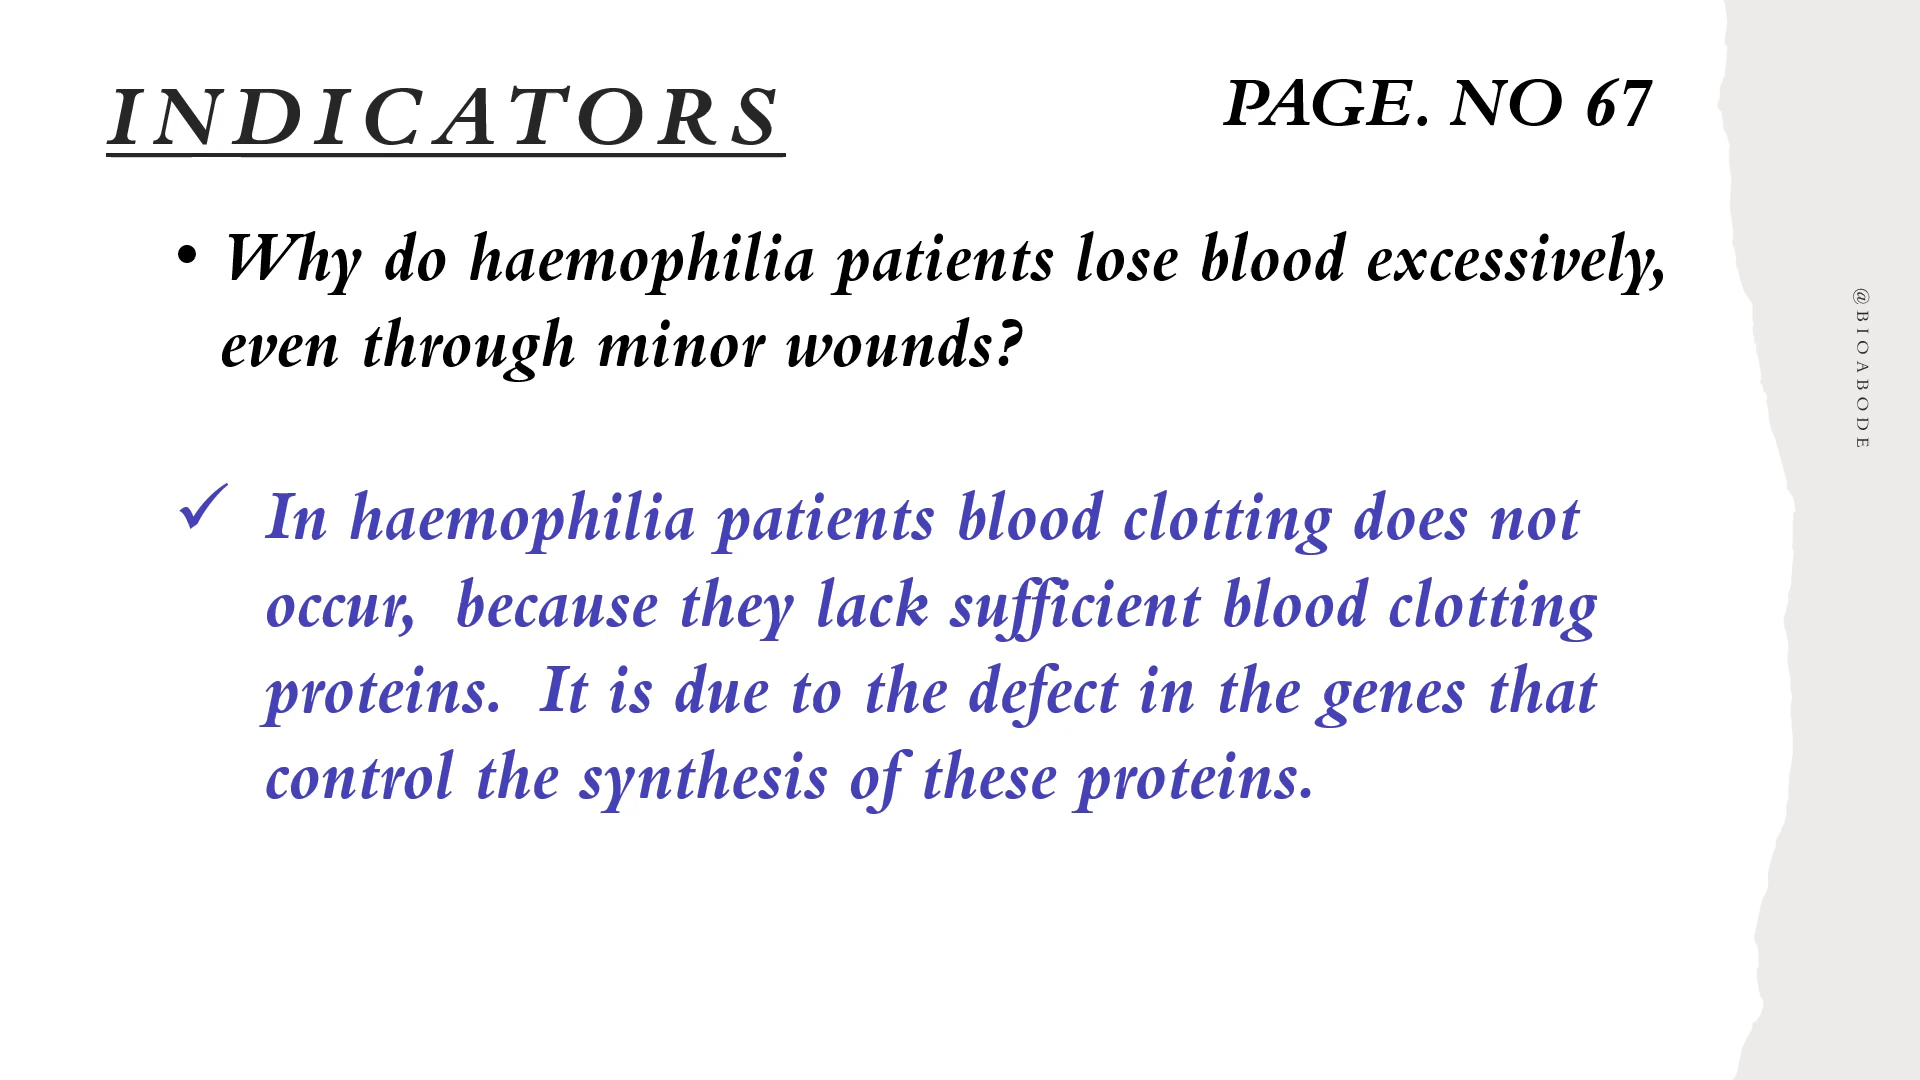 INDICATORS
PAGE. NO 67
• Why do haemophilia patients lose blood excessively,
even through minor wounds?
✓ In haemophilia patients blood clotting does not
occur, because they lack sufficient blood clotting
proteins. It is due to the defect in the genes that
control the synthesis of these proteins.
@BIOABODE